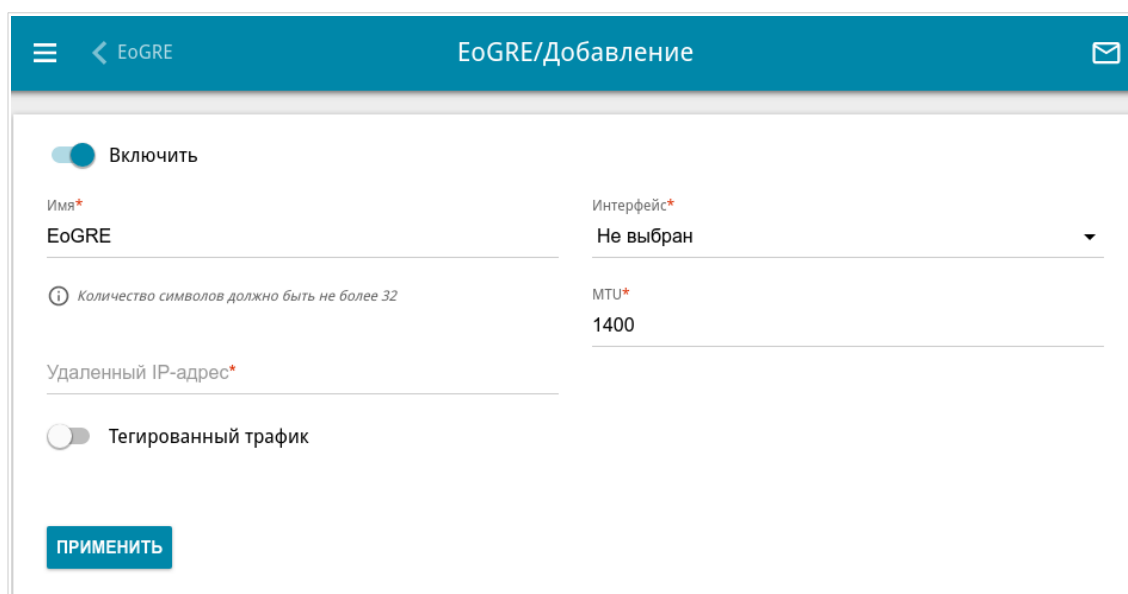 EoGRE
EoGRE/Добавление
Включить
Имя*
EoGRE
Количество символов должно быть не более 32
Интерфейс*
Не выбран
MTU*
1400
Удаленный IP-адрес*
Тегированный трафик
ПРИМЕНИТЬ